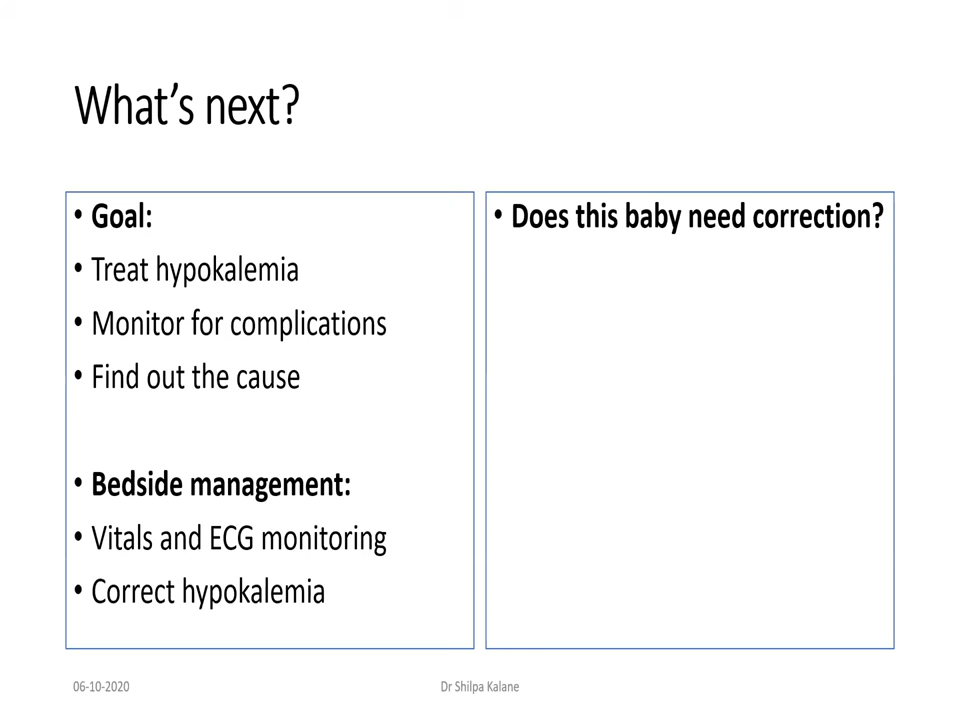 What's next?
• Goal:
• Treat hypokalemia
• Monitor for complications
• Find out the cause
• Bedside management:
• Vitals and ECG monitoring
• Correct hypokalemia
• Does this baby need correction?
06-10-2020
Dr Shilpa Kalane